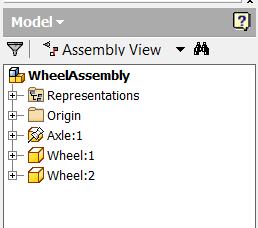 Model
Assembly View
WheelAssembly
Representations
Origin
Axle:1
Wheel:1
Wheel:2